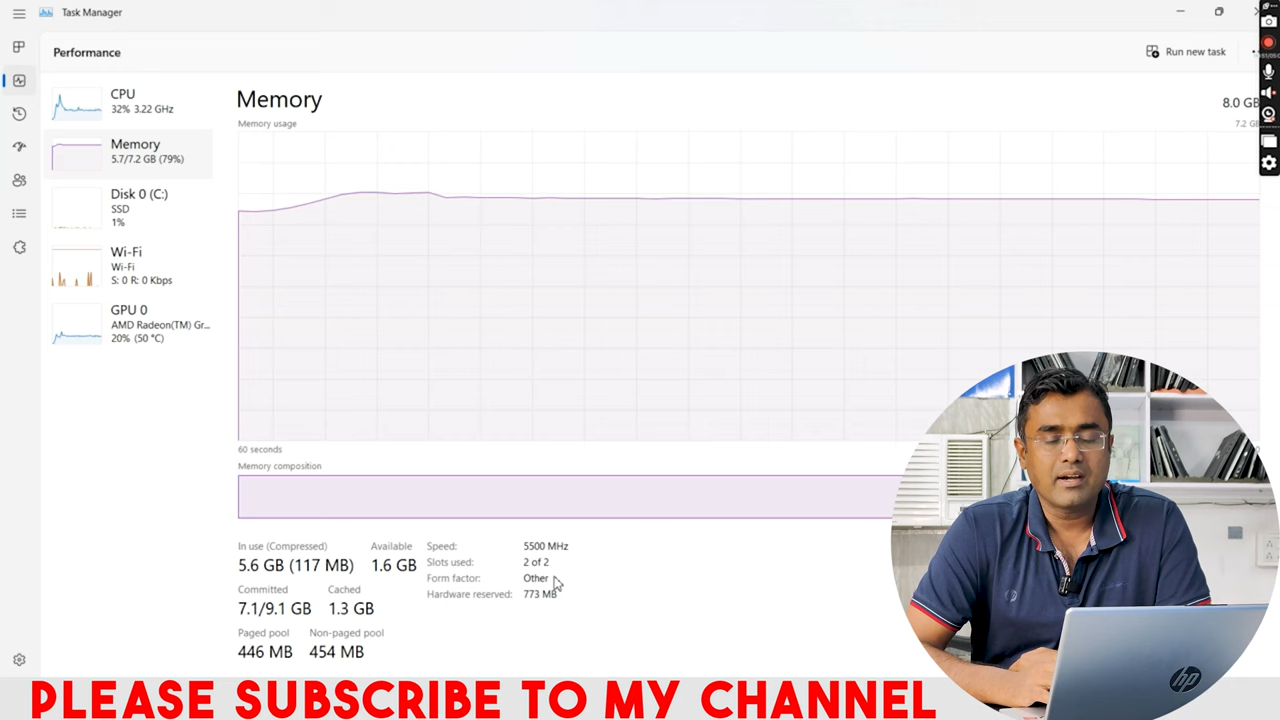 Task Manager
Performance
Run new task
CPU
32% 3.22 GHz
Memory
5.7/7.2 GB (79%)
Disk 0 (C:)
SSD
1%
Wi-Fi
Wi-Fi
S: 0 R: 0 Kbps
GPU 0
AMD Radeon(TM) Gr...
20% (50 °C)
Memory
8.0 GB
Memory usage
7.2 GB
60 seconds
Memory composition
In use (Compressed)
5.6 GB (117 MB)
Available
1.6 GB
Committed
7.1/9.1 GB
Cached
1.3 GB
Paged pool
446 MB
Non-paged pool
454 MB
Speed: 5500 MHz
Slots used: 2 of 2
Form factor: Other
Hardware reserved: 773 MB
hp
PLEASE SUBSCRIBE TO MY CHANNEL